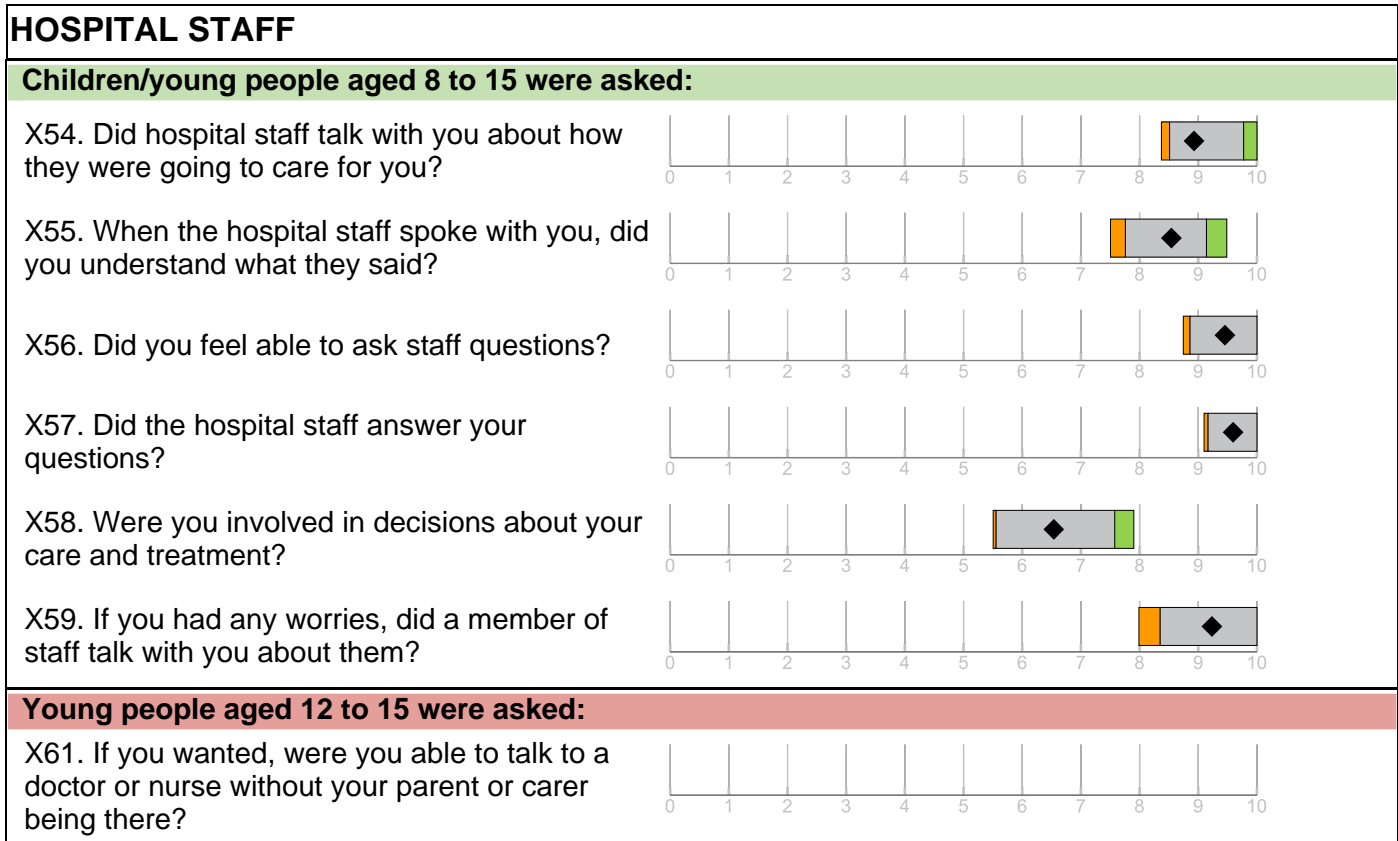 HOSPITAL STAFF
Children/young people aged 8 to 15 were asked:
X54. Did hospital staff talk with you about how
they were going to care for you?
0 1 2 3 4 5 6 7 8 9 10
X55. When the hospital staff spoke with you, did
you understand what they said?
0 1 2 3 4 5 6 7 8 9 10
X56. Did you feel able to ask staff questions?
0 1 2 3 4 5 6 7 8 9 10
X57. Did the hospital staff answer your
questions?
0 1 2 3 4 5 6 7 8 9 10
X58. Were you involved in decisions about your
care and treatment?
0 1 2 3 4 5 6 7 8 9 10
X59. If you had any worries, did a member of
staff talk with you about them?
0 1 2 3 4 5 6 7 8 9 10
Young people aged 12 to 15 were asked:
X61. If you wanted, were you able to talk to a
doctor or nurse without your parent or carer
being there?
0 1 2 3 4 5 6 7 8 9 10